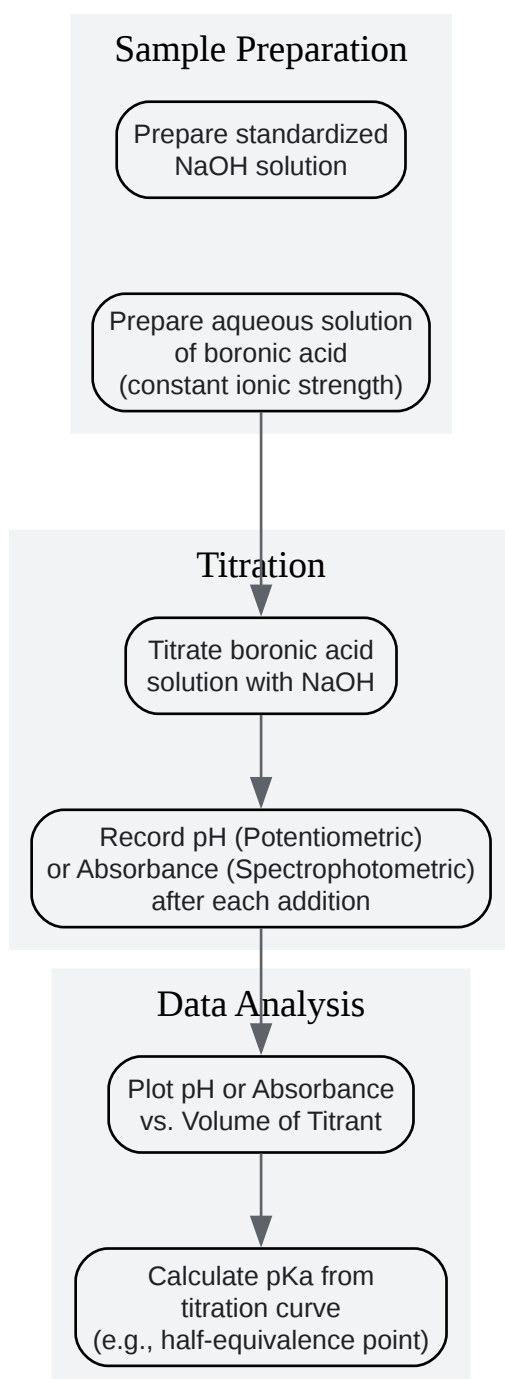 Sample Preparation
Prepare standardized
NaOH solution
Prepare aqueous solution
of boronic acid
(constant ionic strength)
Titration
Titrate boronic acid
solution with NaOH
Record pH (Potentiometric)
or Absorbance (Spectrophotometric)
after each addition
Data Analysis
Plot pH or Absorbance
vs. Volume of Titrant
Calculate pKa from
titration curve
(e.g., half-equivalence point)